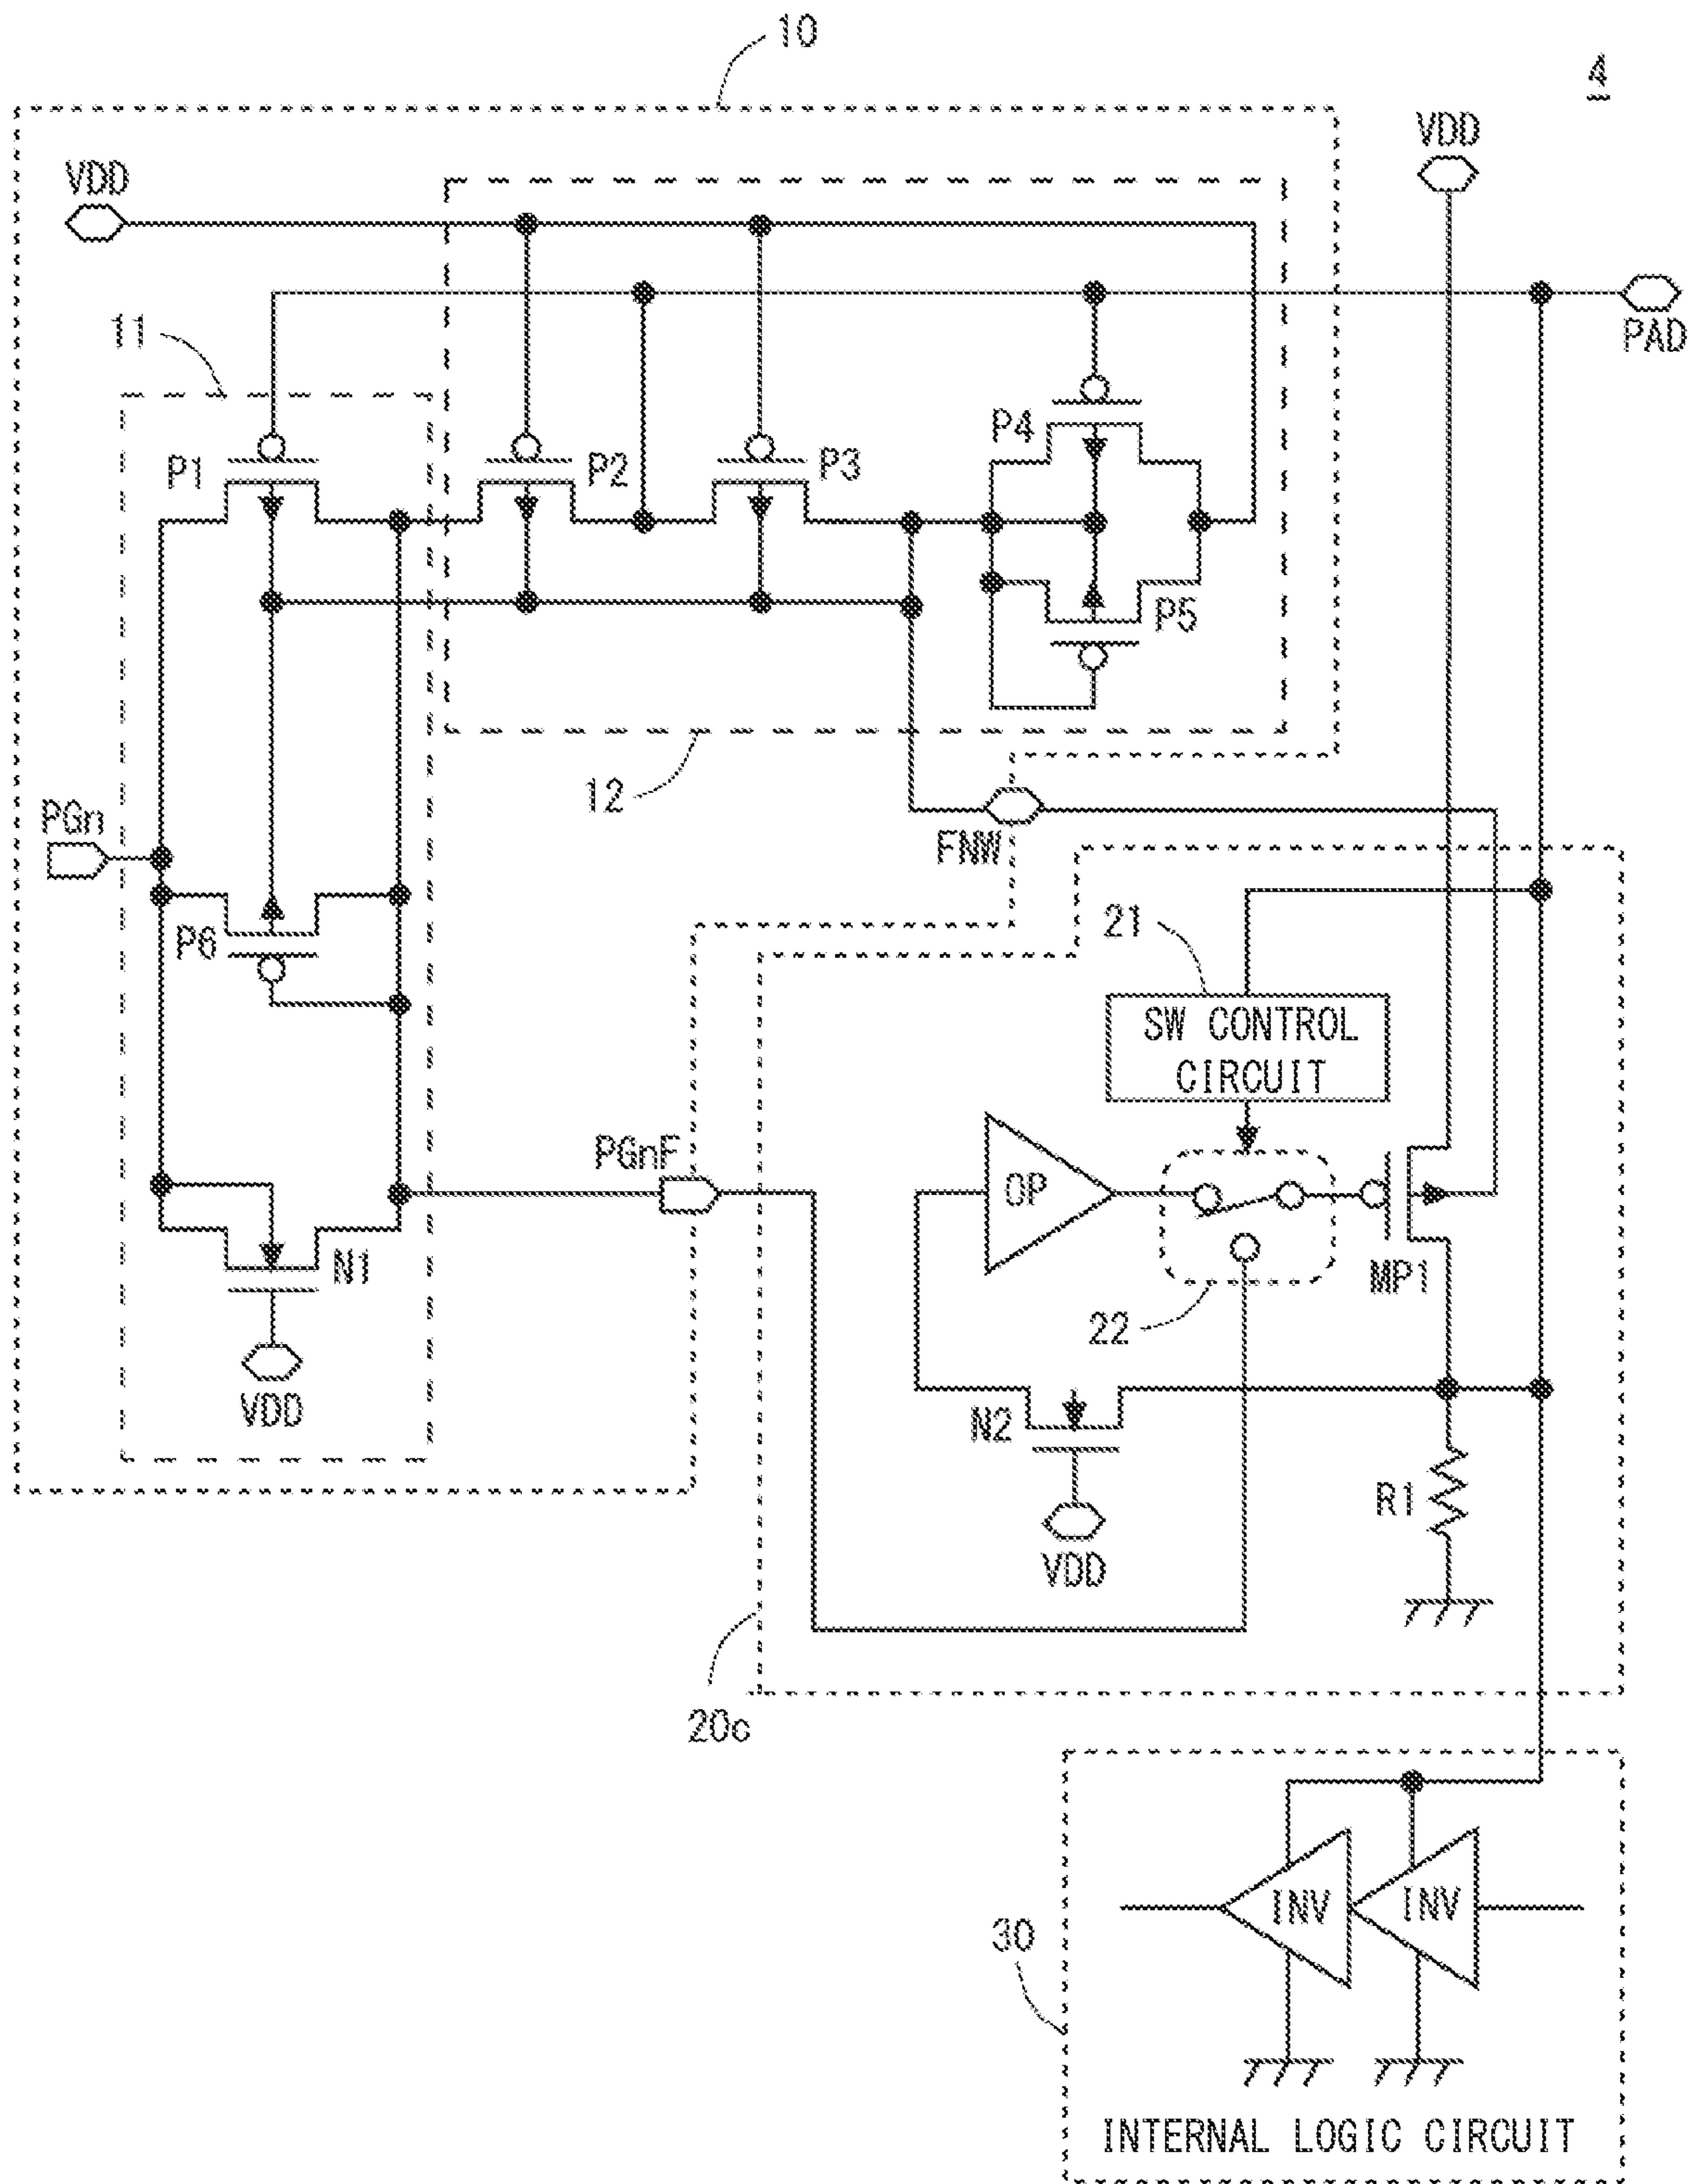 10
4
VDD
VDD
PAD
11
P1
P2
P3
P4
P5
12
PGn
FNW
P6
21
SW CONTROL
CIRCUIT
PGnF
OP
N1
MP1
22
VDD
N2
R1
VDD
20c
INV
INV
30
INTERNAL LOGIC CIRCUIT